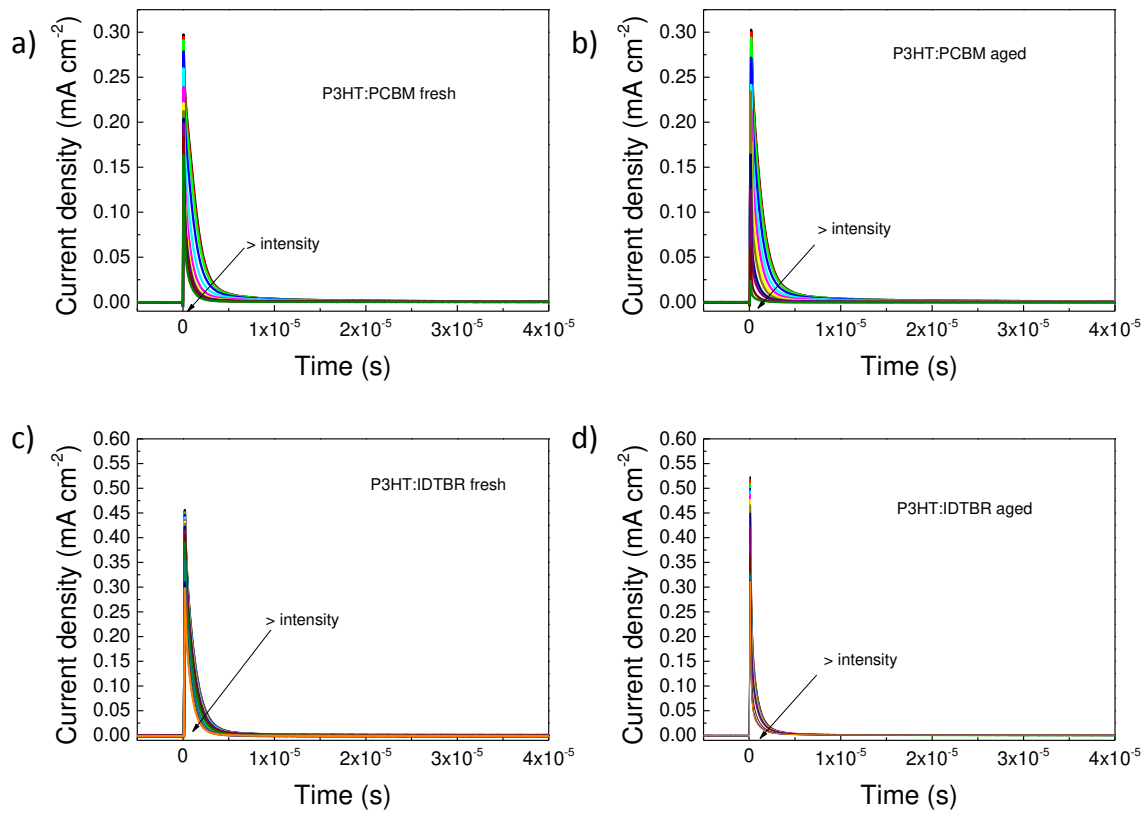 a)
Current density (mA cm⁻²)
0.30
0.25
0.20
0.15
0.10
0.05
0.00
P3HT:PCBM fresh
> intensity
0
1x10⁻⁵
2x10⁻⁵
3x10⁻⁵
4x10⁻⁵
Time (s)
b)
Current density (mA cm⁻²)
0.30
0.25
0.20
0.15
0.10
0.05
0.00
P3HT:PCBM aged
> intensity
0
1x10⁻⁵
2x10⁻⁵
3x10⁻⁵
4x10⁻⁵
Time (s)
c)
Current density (mA cm⁻²)
0.60
0.55
0.50
0.45
0.40
0.35
0.30
0.25
0.20
0.15
0.10
0.05
0.00
P3HT:IDTBR fresh
> intensity
0
1x10⁻⁵
2x10⁻⁵
3x10⁻⁵
4x10⁻⁵
Time (s)
d)
Current density (mA cm⁻²)
0.60
0.55
0.50
0.45
0.40
0.35
0.30
0.25
0.20
0.15
0.10
0.05
0.00
P3HT:IDTBR aged
> intensity
0
1x10⁻⁵
2x10⁻⁵
3x10⁻⁵
4x10⁻⁵
Time (s)